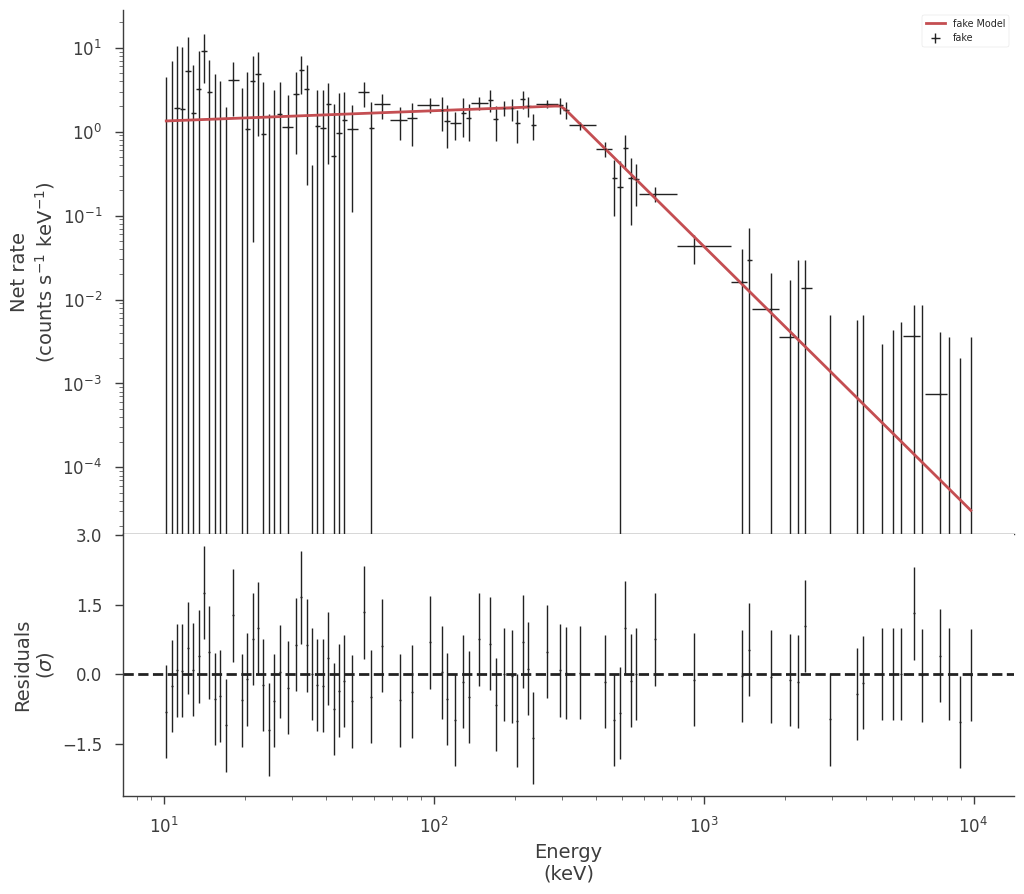 fake Model
fake
Net rate
(counts s⁻¹ keV⁻¹)
10¹
10⁰
10⁻¹
10⁻²
10⁻³
10⁻⁴
Residuals
(σ)
3.0
1.5
0.0
−1.5
10¹ 10² 10³ 10⁴
Energy
(keV)